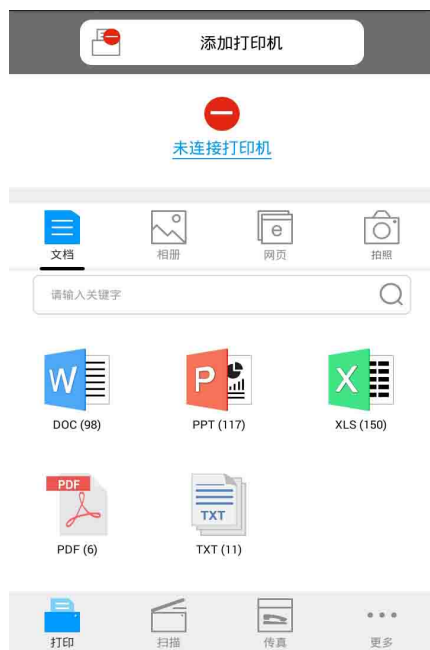 添加打印机
未连接打印机
文档 相册 网页 拍照
请输入关键字
W P X
DOC (98) PPT (117) XLS (150)
PDF TXT
PDF (6) TXT (11)
打印 扫描 传真 更多